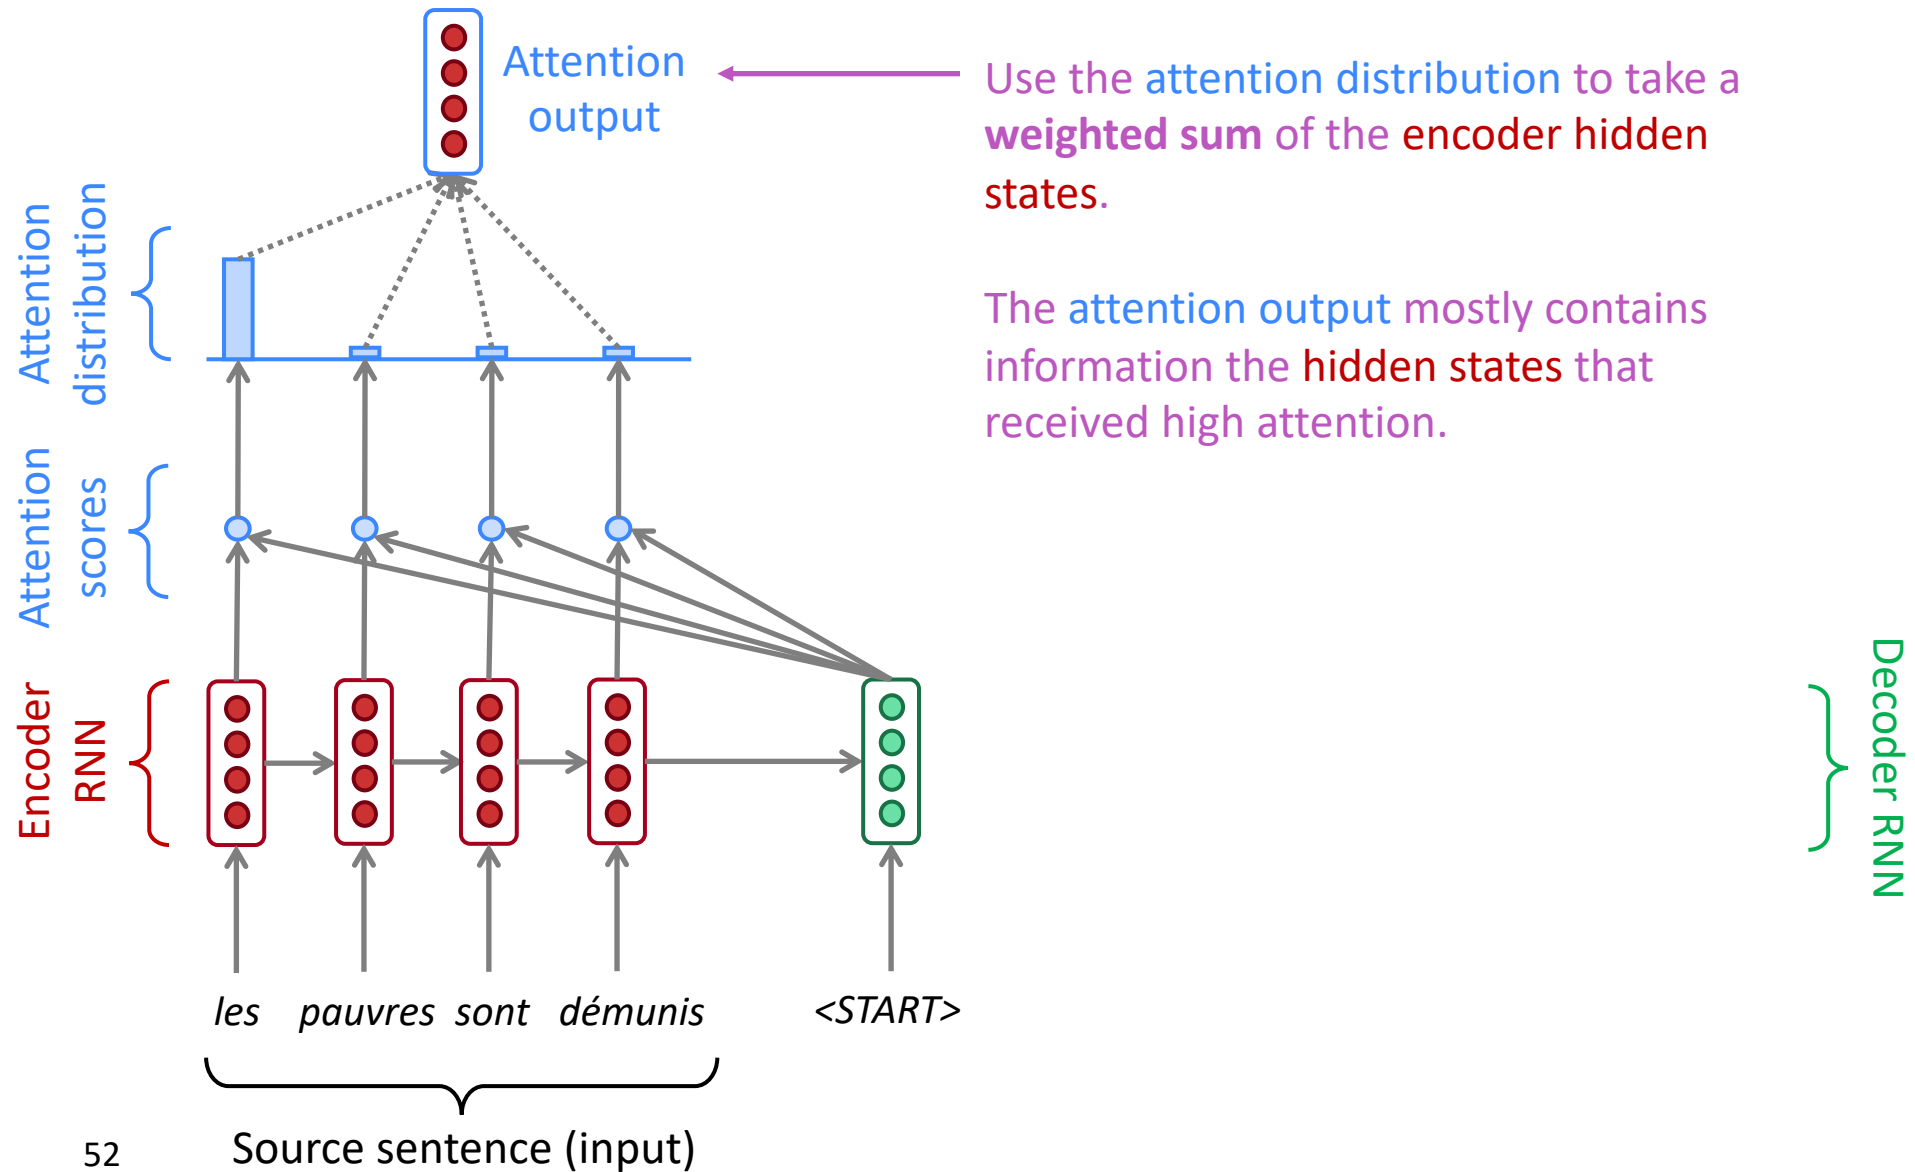 Attention
output
Use the attention distribution to take a
weighted sum of the encoder hidden
states.
The attention output mostly contains
information the hidden states that
received high attention.
Attention
distribution
Attention
scores
Encoder
RNN
Decoder RNN
les pauvres sont démunis <START>
Source sentence (input)
52